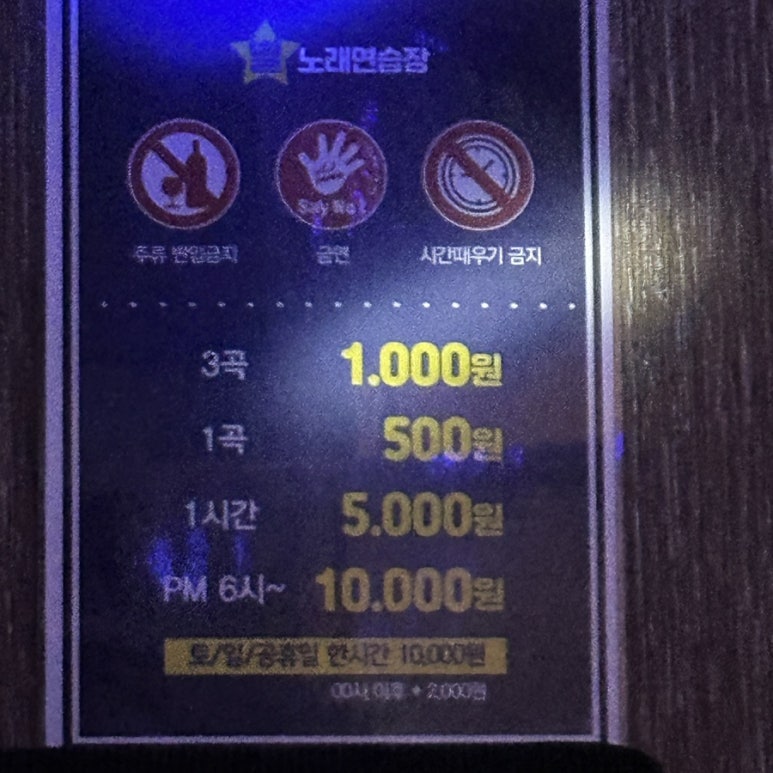 노래연습장
Say No!
주류 반입금지 금연 시간때우기 금지
3곡 1.000원
1곡 500원
1시간 5.000원
PM 6시~ 10.000원
토/일/공휴일 한시간 10,000원
00시 이후 + 2,000원